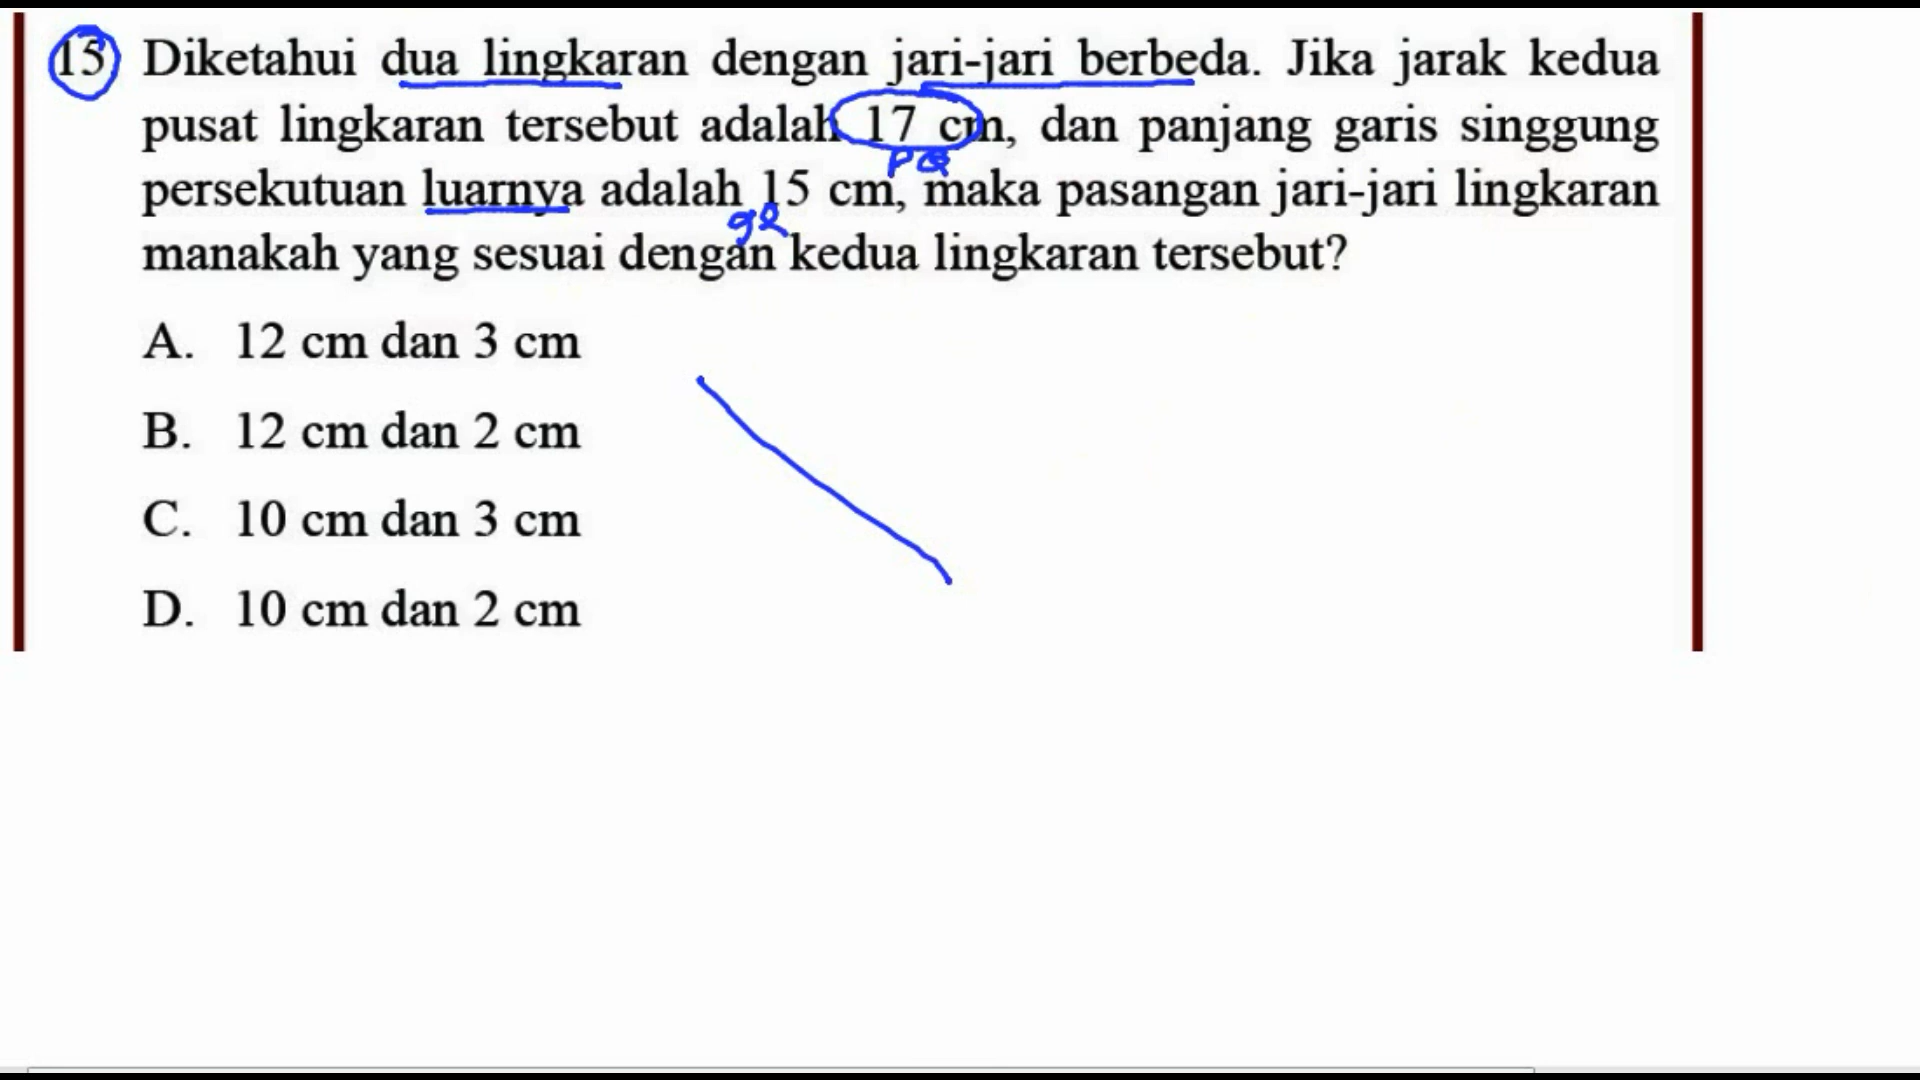 15 Diketahui dua lingkaran dengan jari-jari berbeda. Jika jarak kedua
pusat lingkaran tersebut adalah 17 cm, dan panjang garis singgung
PQ
persekutuan luarnya adalah 15 cm, maka pasangan jari-jari lingkaran
gl
manakah yang sesuai dengan kedua lingkaran tersebut?
A. 12 cm dan 3 cm
B. 12 cm dan 2 cm
C. 10 cm dan 3 cm
D. 10 cm dan 2 cm